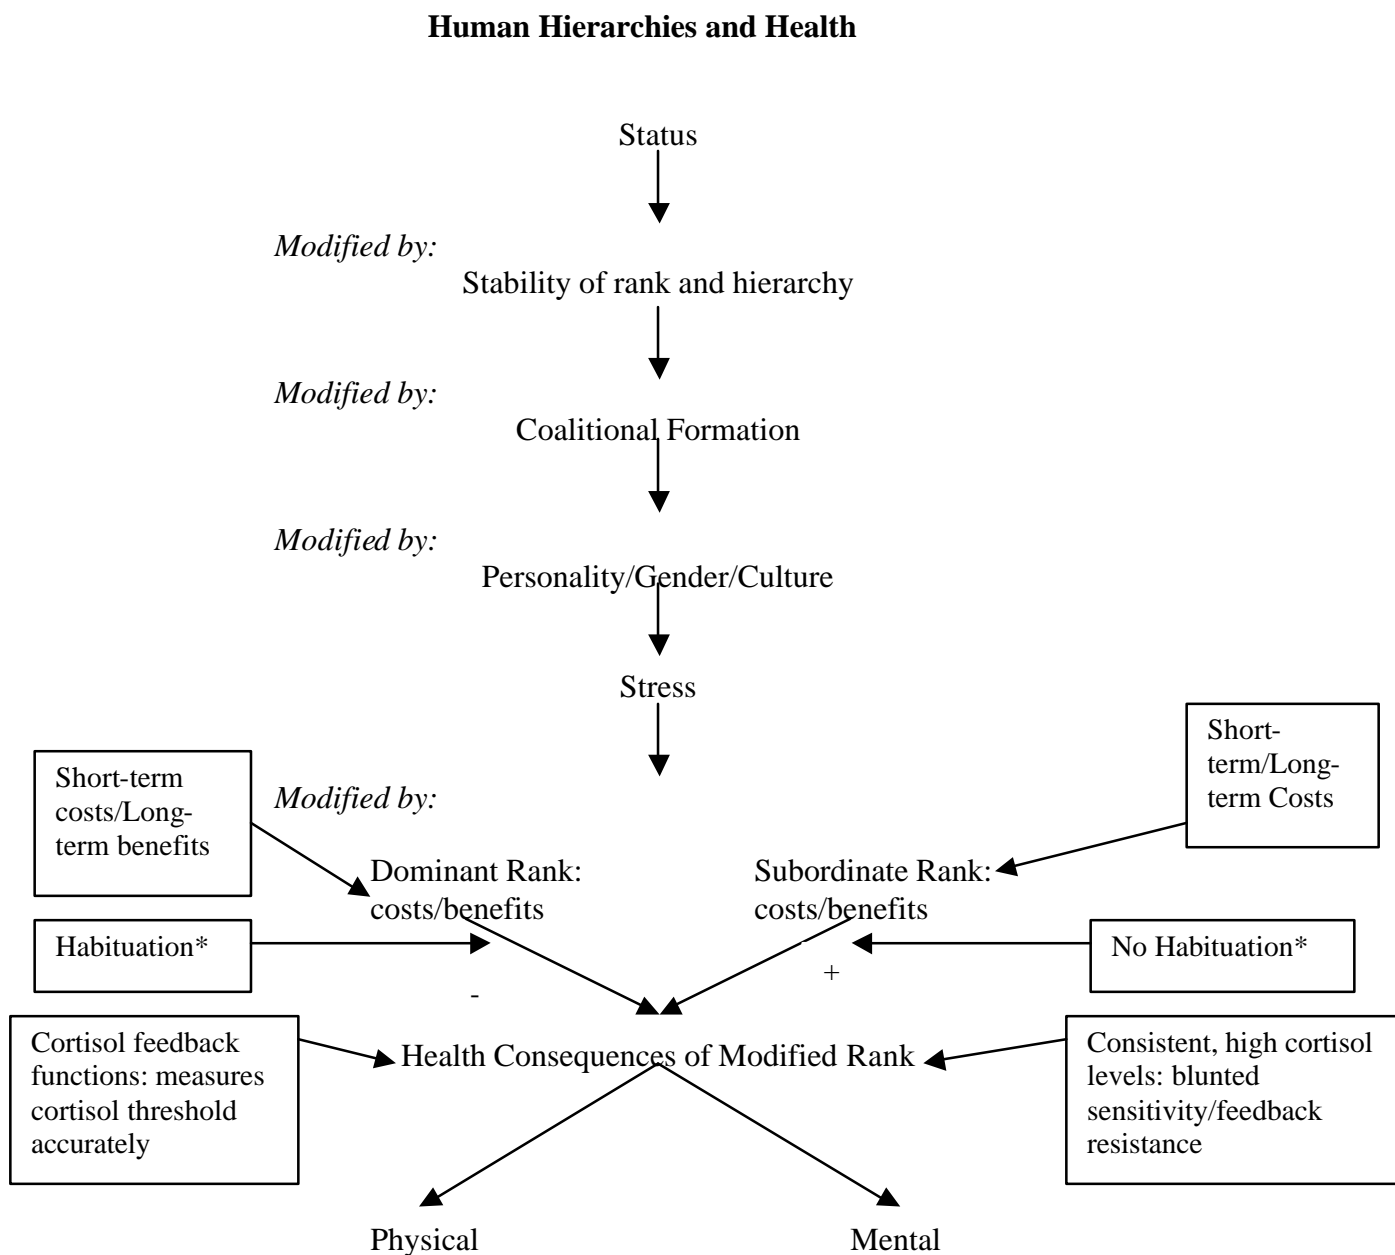 Human Hierarchies and Health
Status
Modified by:
Stability of rank and hierarchy
Modified by:
Coalitional Formation
Modified by:
Personality/Gender/Culture
Stress
Short-
term/Long-
term Costs
Short-term
costs/Long-
term benefits
Modified by:
Dominant Rank:
costs/benefits
Subordinate Rank:
costs/benefits
Habituation*
No Habituation*
-
+
Cortisol feedback
functions: measures
cortisol threshold
accurately
Health Consequences of Modified Rank
Consistent, high cortisol
levels: blunted
sensitivity/feedback
resistance
Physical
Mental